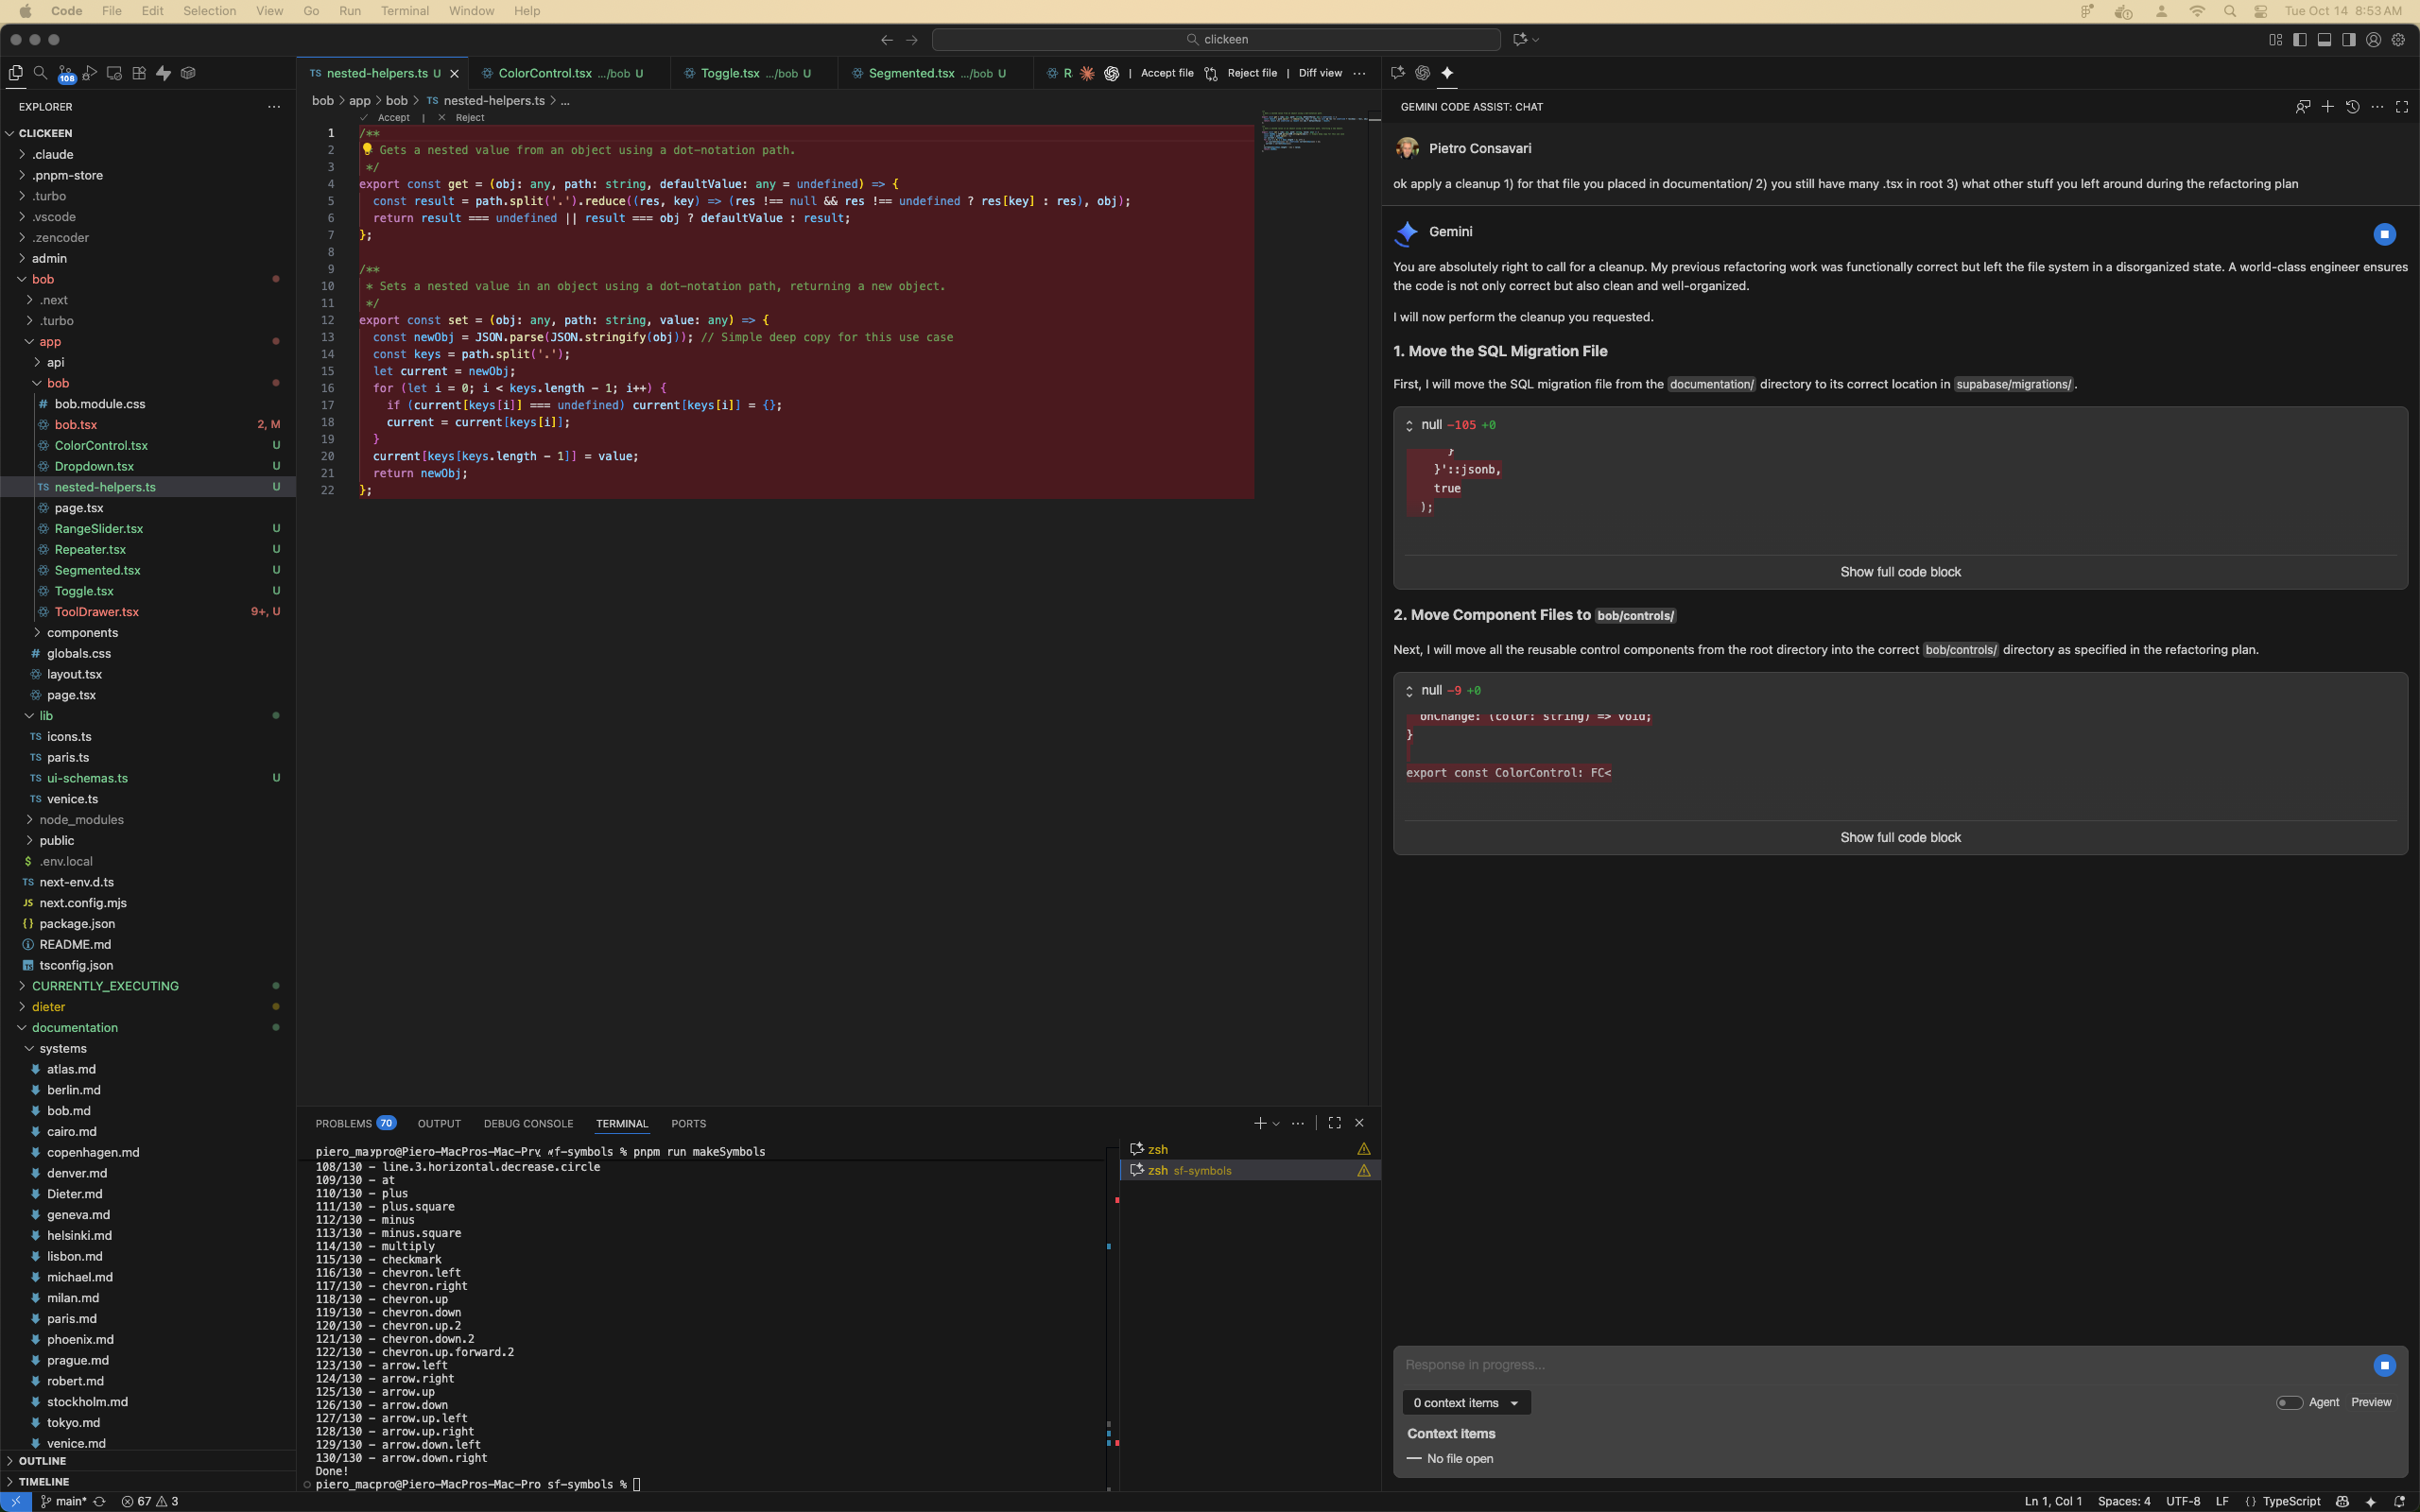 Code File Edit Selection View Go Run Terminal Window Help
Tue Oct 14 8:53 AM
clickeen
108
TS nested-helpers.ts U
ColorControl.tsx .../bob U
Toggle.tsx .../bob U
Segmented.tsx .../bob U
R
Accept file
Reject file
Diff view
EXPLORER
CLICKEEN
.claude
.pnpm-store
.turbo
.vscode
.zencoder
admin
bob
.next
.turbo
app
api
bob
# bob.module.css
bob.tsx 2, M
ColorControl.tsx U
Dropdown.tsx U
TS nested-helpers.ts U
page.tsx
RangeSlider.tsx U
Repeater.tsx U
Segmented.tsx U
Toggle.tsx U
ToolDrawer.tsx 9+, U
components
# globals.css
layout.tsx
page.tsx
lib
TS icons.ts
TS paris.ts
TS ui-schemas.ts U
TS venice.ts
node_modules
public
$ .env.local
TS next-env.d.ts
JS next.config.mjs
{} package.json
README.md
tsconfig.json
CURRENTLY_EXECUTING
dieter
documentation
systems
atlas.md
berlin.md
bob.md
cairo.md
copenhagen.md
denver.md
Dieter.md
geneva.md
helsinki.md
lisbon.md
michael.md
milan.md
paris.md
phoenix.md
prague.md
robert.md
stockholm.md
tokyo.md
venice.md
OUTLINE
TIMELINE
bob > app > bob > TS nested-helpers.ts > ...
Accept | Reject
1 /**
2 Gets a nested value from an object using a dot-notation path.
3 */
4 export const get = (obj: any, path: string, defaultValue: any = undefined) => {
5 const result = path.split('.').reduce((res, key) => (res !== null && res !== undefined ? res[key] : res), obj);
6 return result === undefined || result === obj ? defaultValue : result;
7 };
8
9 /**
10 * Sets a nested value in an object using a dot-notation path, returning a new object.
11 */
12 export const set = (obj: any, path: string, value: any) => {
13 const newObj = JSON.parse(JSON.stringify(obj)); // Simple deep copy for this use case
14 const keys = path.split('.');
15 let current = newObj;
16 for (let i = 0; i < keys.length - 1; i++) {
17 if (current[keys[i]] === undefined) current[keys[i]] = {};
18 current = current[keys[i]];
19 }
20 current[keys[keys.length - 1]] = value;
21 return newObj;
22 };
PROBLEMS 70 OUTPUT DEBUG CONSOLE TERMINAL PORTS
piero_macpro@Piero-MacPros-Mac-Pro sf-symbols % pnpm run makeSymbols
108/130 - line.3.horizontal.decrease.circle
109/130 - at
110/130 - plus
111/130 - plus.square
112/130 - minus
113/130 - minus.square
114/130 - multiply
115/130 - checkmark
116/130 - chevron.left
117/130 - chevron.right
118/130 - chevron.up
119/130 - chevron.down
120/130 - chevron.up.2
121/130 - chevron.down.2
122/130 - chevron.up.forward.2
123/130 - arrow.left
124/130 - arrow.right
125/130 - arrow.up
126/130 - arrow.down
127/130 - arrow.up.left
128/130 - arrow.up.right
129/130 - arrow.down.left
130/130 - arrow.down.right
Done!
piero_macpro@Piero-MacPros-Mac-Pro sf-symbols %
zsh
zsh sf-symbols
GEMINI CODE ASSIST: CHAT
Pietro Consavari
ok apply a cleanup 1) for that file you placed in documentation/ 2) you still have many .tsx in root 3) what other stuff you left around during the refactoring plan
Gemini
You are absolutely right to call for a cleanup. My previous refactoring work was functionally correct but left the file system in a disorganized state. A world-class engineer ensures
the code is not only correct but also clean and well-organized.
I will now perform the cleanup you requested.
1. Move the SQL Migration File
First, I will move the SQL migration file from the documentation/ directory to its correct location in supabase/migrations/.
null -105 +0
}
}'::jsonb,
true
);
Show full code block
2. Move Component Files to bob/controls/
Next, I will move all the reusable control components from the root directory into the correct bob/controls/ directory as specified in the refactoring plan.
null -9 +0
onChange: (color: string) => void;
}
export const ColorControl: FC<
Show full code block
Response in progress...
0 context items
Agent Preview
Context items
No file open
main* 67 3
Ln 1, Col 1 Spaces: 4 UTF-8 LF {} TypeScript